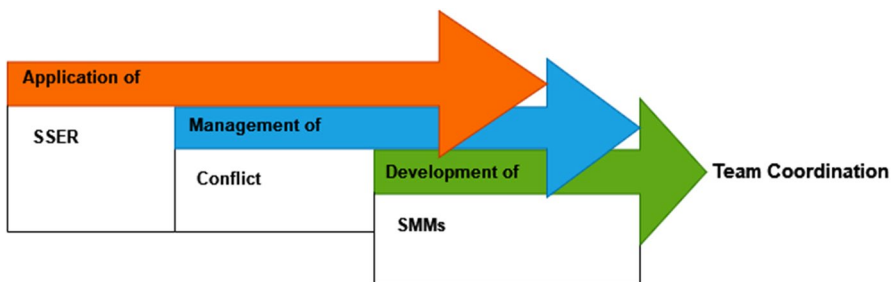 Application of
SSER
Management of
Conflict
Development of
SMMs
Team Coordination